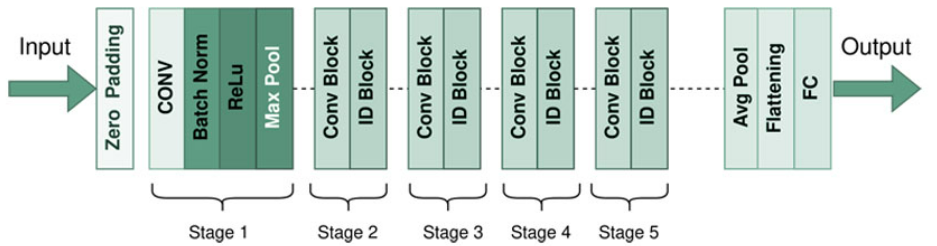 Input
Zero Padding
CONV
Batch Norm
ReLu
Max Pool
Conv Block
ID Block
Conv Block
ID Block
Conv Block
ID Block
Conv Block
ID Block
Avg Pool
Flattening
FC
Output
Stage 1
Stage 2
Stage 3
Stage 4
Stage 5